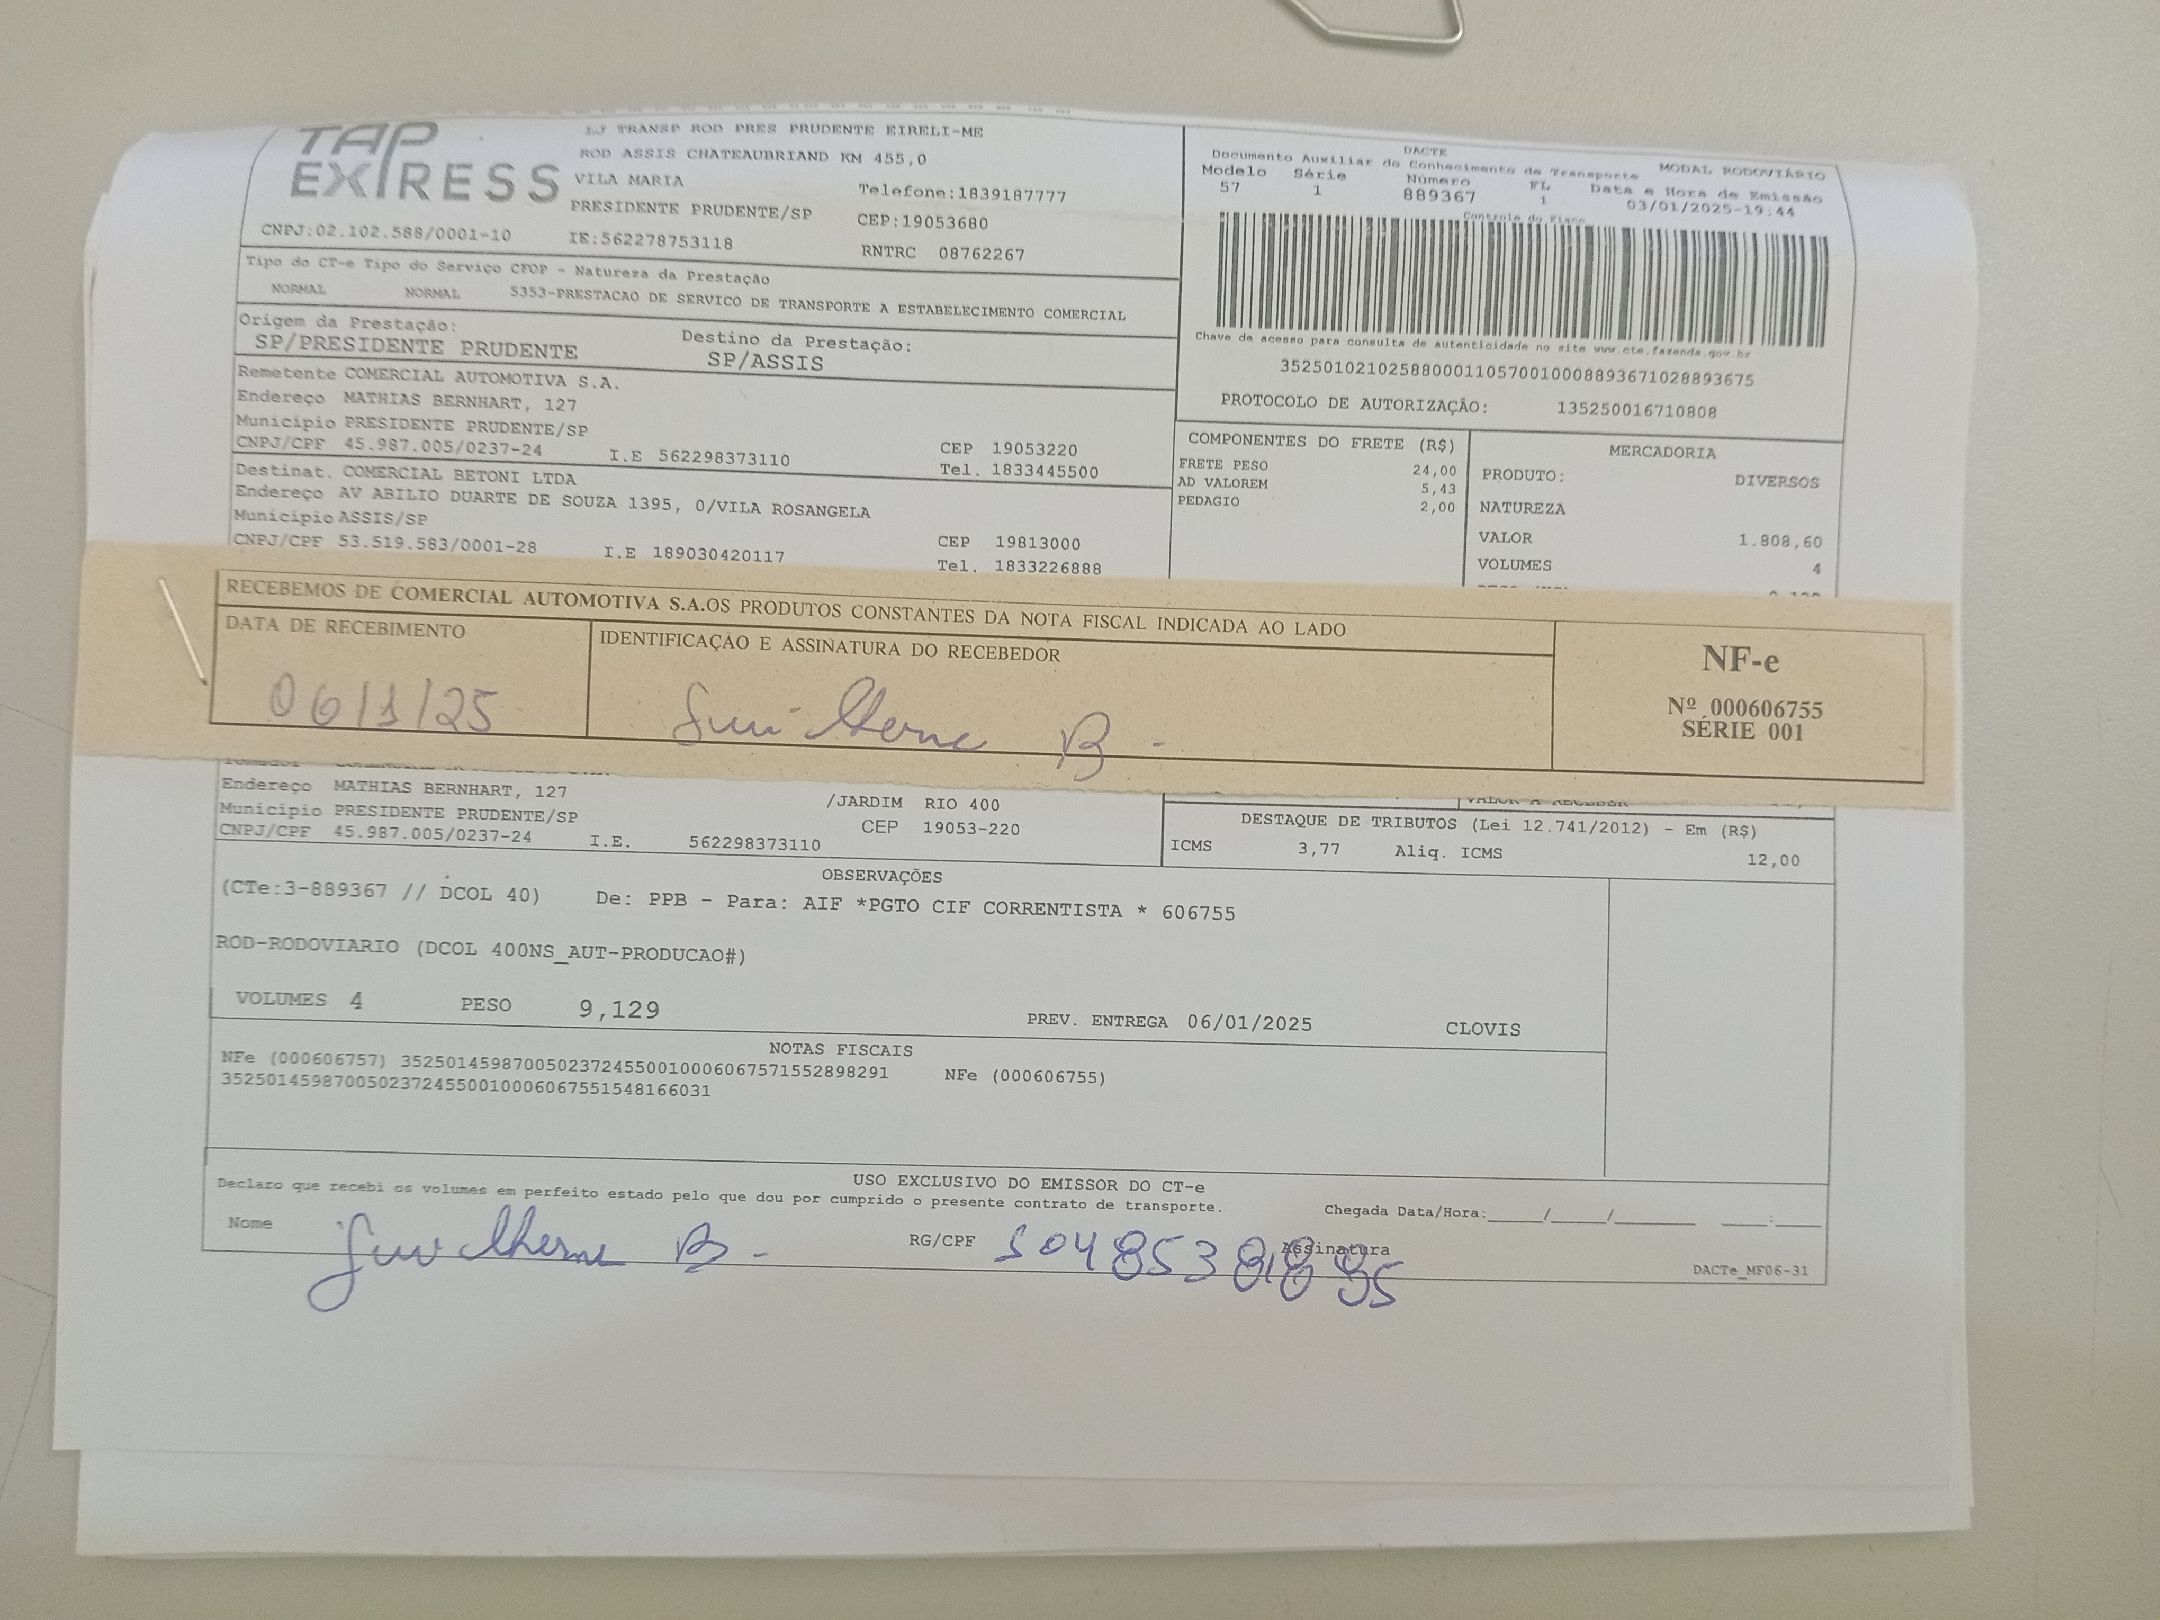 TAP EXPRESS
LJ TRANSP ROD PRES PRUDENTE EIRELI-ME
ROD ASSIS CHATEAUBRIAND KM 455,0
VILA MARIA
Telefone:1839187777
PRESIDENTE PRUDENTE/SP
CEP:19053680
CNPJ:02.102.588/0001-10 IE:562278753118
RNTRC 08762267
DACTE
Documento Auxiliar do Conhecimento de Transporte MODAL RODOVIÁRIO
Modelo Série Número FL Data e Hora de Emissão
57 1 889367 1 03/01/2025-19:44
Controle do Fisco
Chave de acesso para consulta de autenticidade no site www.cte.fazenda.gov.br
35250102102588000110570010008893671028893675
PROTOCOLO DE AUTORIZAÇÃO: 135250016710808
Tipo do CT-e Tipo do Serviço CFOP - Natureza da Prestação
NORMAL NORMAL 5353-PRESTACAO DE SERVICO DE TRANSPORTE A ESTABELECIMENTO COMERCIAL
Origem da Prestação: Destino da Prestação:
SP/PRESIDENTE PRUDENTE SP/ASSIS
Remetente COMERCIAL AUTOMOTIVA S.A.
Endereço MATHIAS BERNHART, 127
Município PRESIDENTE PRUDENTE/SP CEP 19053220
CNPJ/CPF 45.987.005/0237-24 I.E 562298373110 Tel. 1833445500
Destinat. COMERCIAL BETONI LTDA
Endereço AV ABILIO DUARTE DE SOUZA 1395, 0/VILA ROSANGELA
Município ASSIS/SP CEP 19813000
CNPJ/CPF 53.519.583/0001-28 I.E 189030420117 Tel. 1833226888
COMPONENTES DO FRETE (R$)
FRETE PESO 24,00
AD VALOREM 5,43
PEDAGIO 2,00
MERCADORIA
PRODUTO: DIVERSOS
NATUREZA
VALOR 1.808,60
VOLUMES 4
RECEBEMOS DE COMERCIAL AUTOMOTIVA S.A.OS PRODUTOS CONSTANTES DA NOTA FISCAL INDICADA AO LADO
DATA DE RECEBIMENTO
06/1/25
IDENTIFICAÇÃO E ASSINATURA DO RECEBEDOR
Guilherme B.
NF-e
Nº 000606755
SÉRIE 001
Endereço MATHIAS BERNHART, 127 /JARDIM RIO 400
Município PRESIDENTE PRUDENTE/SP CEP 19053-220
CNPJ/CPF 45.987.005/0237-24 I.E. 562298373110
VALOR A RECEBER
DESTAQUE DE TRIBUTOS (Lei 12.741/2012) - Em (R$)
ICMS 3,77 Aliq. ICMS 12,00
OBSERVAÇÕES
(CTe:3-889367 // DCOL 40) De: PPB - Para: AIF *PGTO CIF CORRENTISTA * 606755
ROD-RODOVIARIO (DCOL 400NS_AUT-PRODUCAO#)
VOLUMES 4 PESO 9,129 PREV. ENTREGA 06/01/2025 CLOVIS
NOTAS FISCAIS
NFe (000606757) 35250145987005023724550010006067571552898291 NFe (000606755)
35250145987005023724550010006067551548166031
USO EXCLUSIVO DO EMISSOR DO CT-e
Declaro que recebi os volumes em perfeito estado pelo que dou por cumprido o presente contrato de transporte. Chegada Data/Hora:____/____/______ ____:____
Nome Guilherme B. RG/CPF Assinatura
DACTe_MF06-31